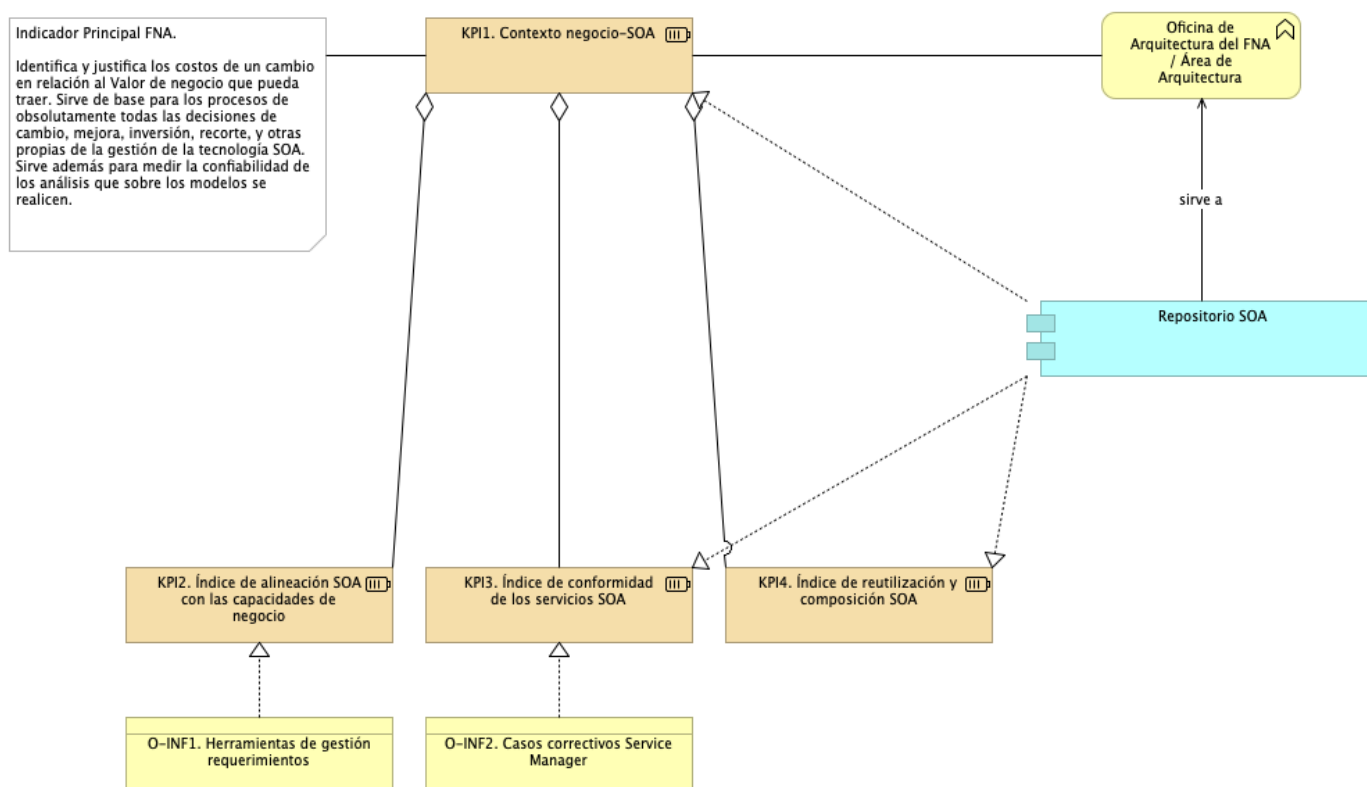 Indicador Principal FNA.
Identifica y justifica los costos de un cambio
en relación al Valor de negocio que pueda
traer. Sirve de base para los procesos de
obsolutamente todas las decisiones de
cambio, mejora, inversión, recorte, y otras
propias de la gestión de la tecnología SOA.
Sirve además para medir la confiabilidad de
los análisis que sobre los modelos se
realicen.
KPI1. Contexto negocio-SOA
Oficina de
Arquitectura del FNA
/ Área de
Arquitectura
sirve a
Repositorio SOA
KPI2. Índice de alineación SOA
con las capacidades de
negocio
KPI3. Índice de conformidad
de los servicios SOA
KPI4. Índice de reutilización y
composición SOA
O-INF1. Herramientas de gestión
requerimientos
O-INF2. Casos correctivos Service
Manager